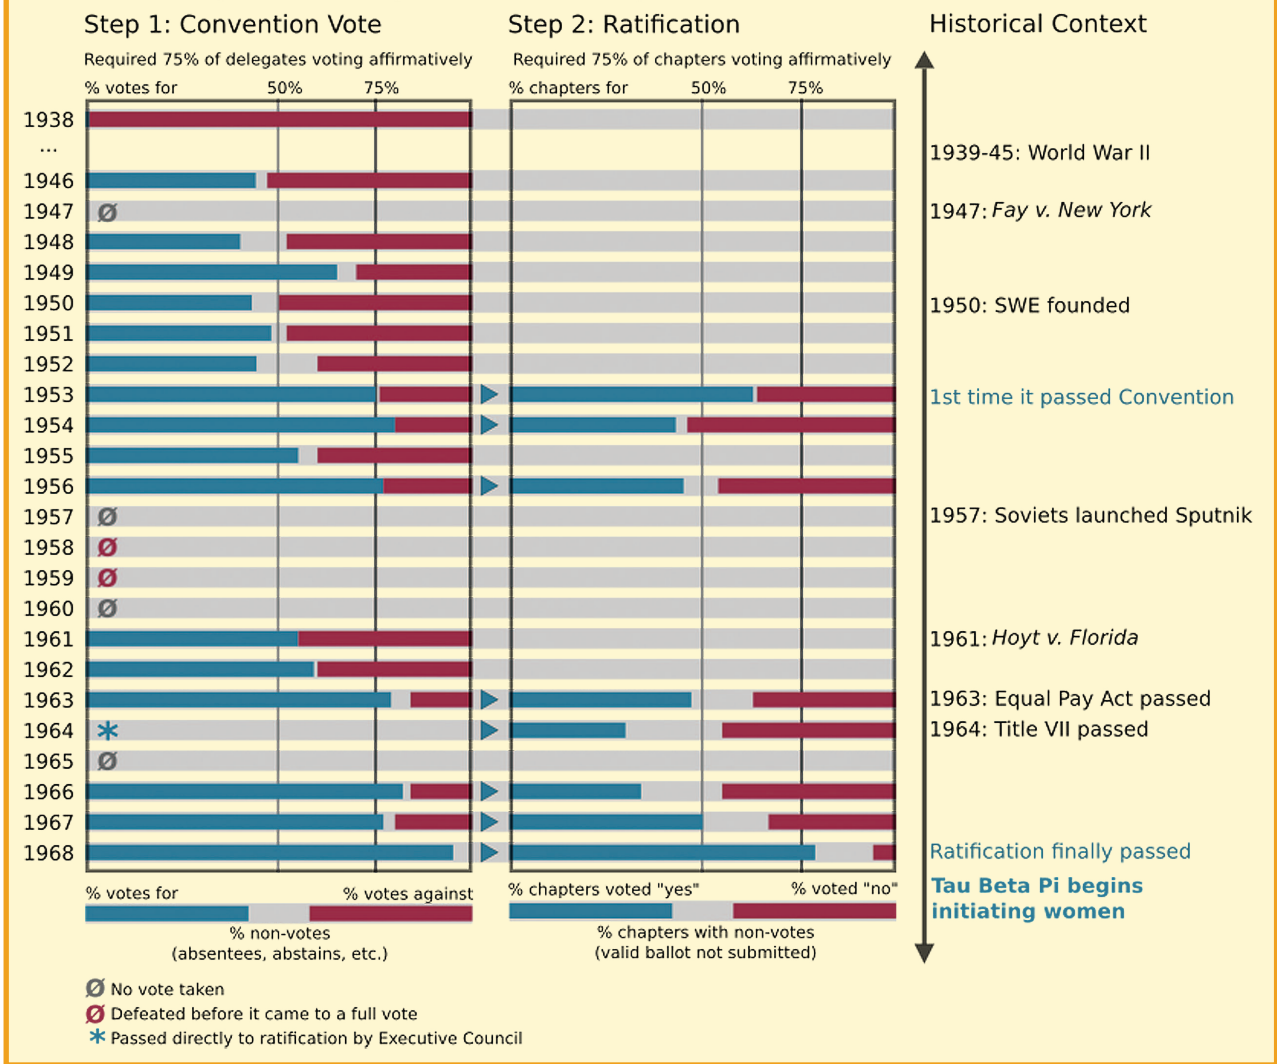 Step 1: Convention Vote
Required 75% of delegates voting affirmatively
% votes for 50% 75%
Step 2: Ratification
Required 75% of chapters voting affirmatively
% chapters for 50% 75%
Historical Context
1938
...
1939-45: World War II
1946
1947 Ø
1947: Fay v. New York
1948
1949
1950
1950: SWE founded
1951
1952
1953
1st time it passed Convention
1954
1955
1956
1957 Ø
1957: Soviets launched Sputnik
1958 Ø
1959 Ø
1960 Ø
1961
1961: Hoyt v. Florida
1962
1963
1963: Equal Pay Act passed
1964 *
1964: Title VII passed
1965 Ø
1966
1967
1968
Ratification finally passed
Tau Beta Pi begins
initiating women
% votes for % votes against
% non-votes
(absentees, abstains, etc.)
% chapters voted "yes" % voted "no"
% chapters with non-votes
(valid ballot not submitted)
Ø No vote taken
Ø Defeated before it came to a full vote
* Passed directly to ratification by Executive Council